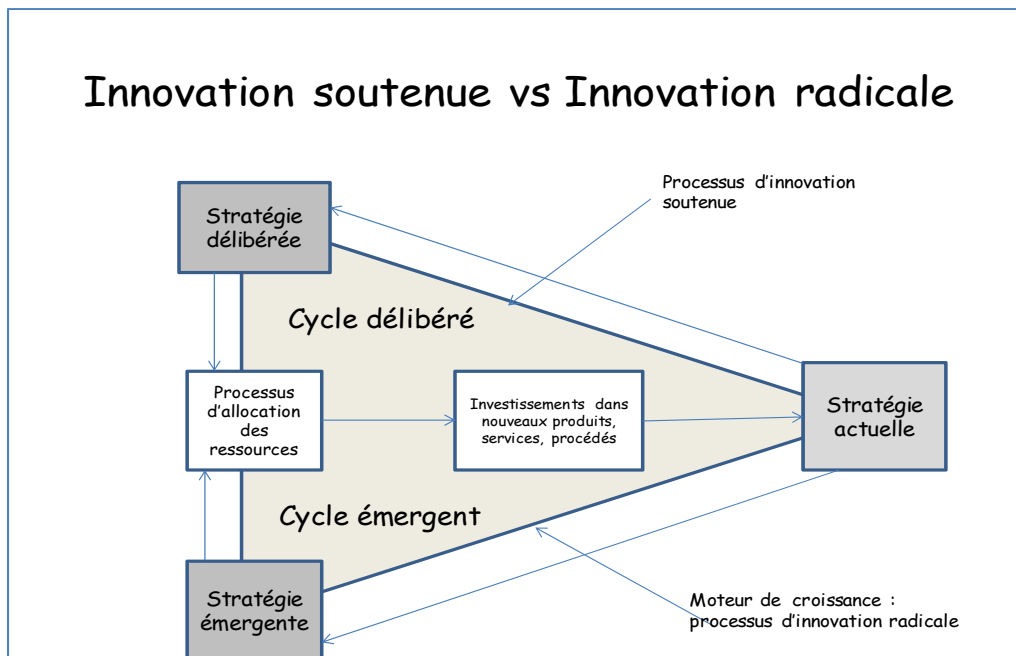 Innovation soutenue vs Innovation radicale
Processus d'innovation
soutenue
Stratégie
délibérée
Cycle délibéré
Processus
d'allocation
des
ressources
Investissements dans
nouveaux produits,
services, procédés
Stratégie
actuelle
Cycle émergent
Stratégie
émergente
Moteur de croissance :
processus d'innovation radicale